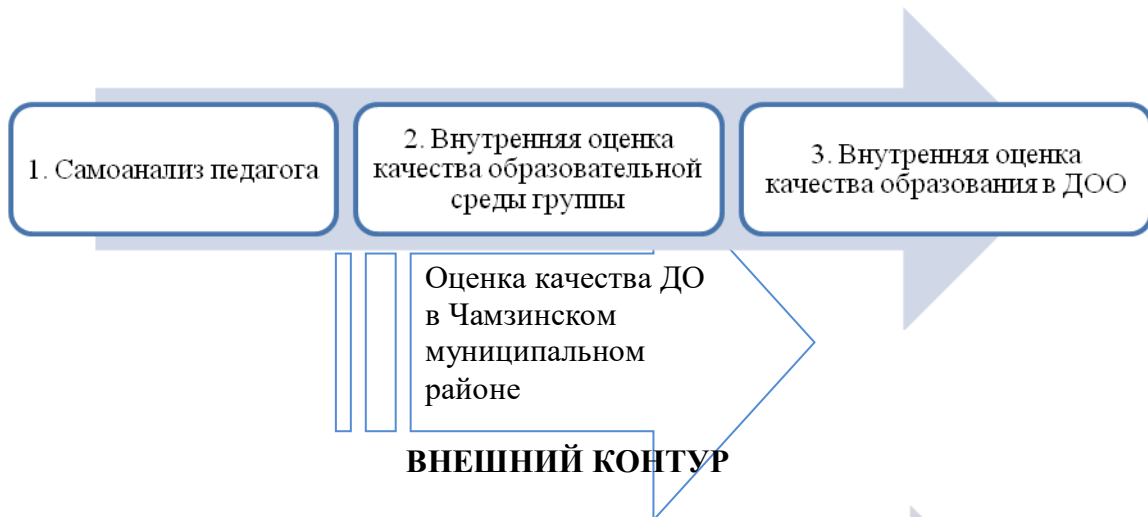 1. Самоанализ педагога
2. Внутренняя оценка
качества образовательной
среды группы
3. Внутренняя оценка
качества образования в ДОО
Оценка качества ДО
в Чамзинском
муниципальном
районе
ВНЕШНИЙ КОНТУР